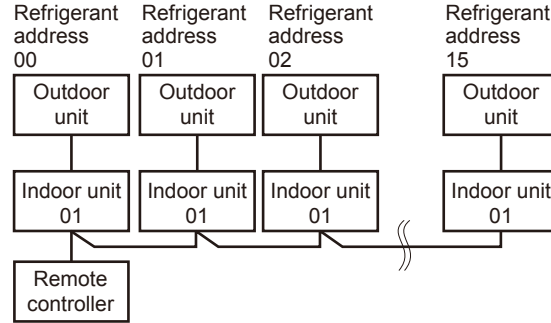 Refrigerant
address
00
Refrigerant
address
01
Refrigerant
address
02
Refrigerant
address
15
Outdoor
unit
Outdoor
unit
Outdoor
unit
Outdoor
unit
Indoor unit
01
Indoor unit
01
Indoor unit
01
Indoor unit
01
Remote
controller